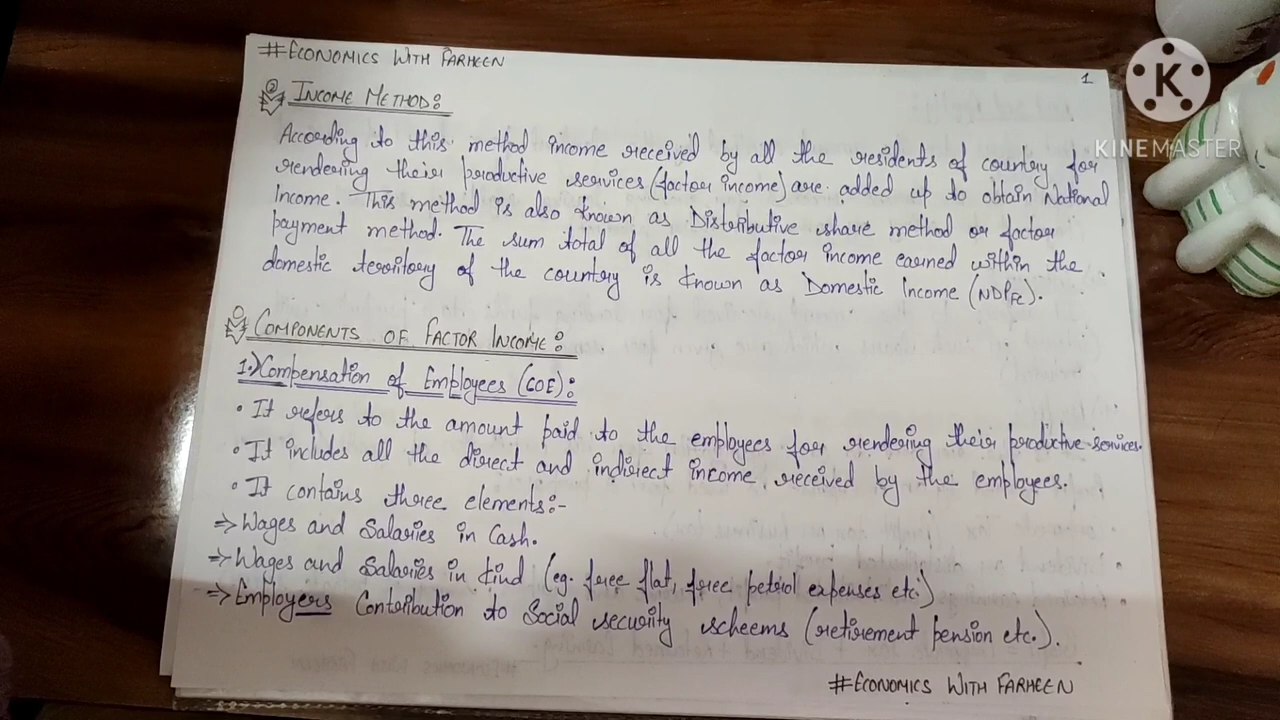 #ECONOMICS WITH FARHEEN
1
② INCOME METHOD:
According to this method income received by all the residents of country for
rendering their productive services (factor income) are added up to obtain National
Income. This method is also known as Distributive share method or factor
payment method. The sum total of all the factor income earned within the
domestic territory of the country is known as Domestic Income (NDPFC).
COMPONENTS OF FACTOR INCOME:
1.) Compensation of Employees (COE):
• It refers to the amount paid to the employees for rendering their productive services.
• It includes all the direct and indirect income received by the employees.
• It contains three elements:-
⇒ Wages and Salaries in Cash.
⇒ Wages and Salaries in kind (eg. free flat, free petrol expenses etc.)
⇒ Employers Contribution to Social security scheems (retirement pension etc.).
#ECONOMICS WITH FARHEEN
K
KINEMASTER